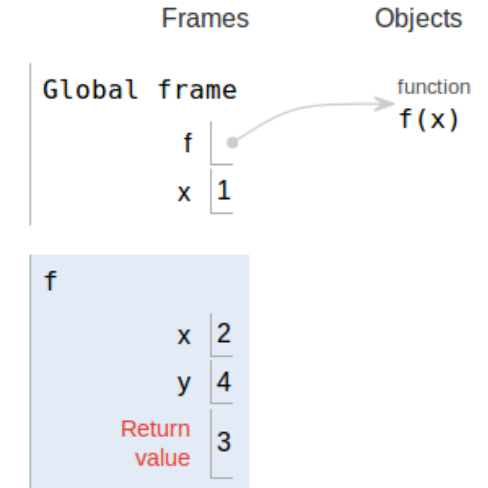 Frames Objects
Global frame
function
f(x)
f
x 1
f
x 2
y 4
Return
value
3